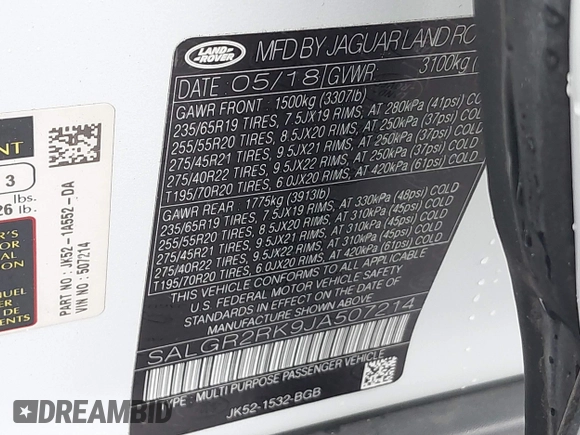 LAND ROVER
MFD BY JAGUAR LAND RO
DATE: 05/18 GVWR 3100kg (
GAWR FRONT : 1500kg (3307lb)
235/65R19 TIRES, 7.5JX19 RIMS, AT 280kPa (41psi) COLD
255/55R20 TIRES, 8.5JX20 RIMS, AT 250kPa (37psi) COLD
275/45R21 TIRES, 9.5JX21 RIMS, AT 250kPa (37psi) COLD
275/40R22 TIRES, 9.5JX22 RIMS, AT 250kPa (37psi) COLD
T195/70R20 TIRES, 6.0JX20 RIMS, AT 420kPa (61psi) COLD
GAWR REAR : 1775kg (3913lb)
235/65R19 TIRES, 7.5JX19 RIMS, AT 330kPa (48psi) COLD
255/55R20 TIRES, 8.5JX20 RIMS, AT 310kPa (45psi) COLD
275/45R21 TIRES, 9.5JX21 RIMS, AT 310kPa (45psi) COLD
275/40R22 TIRES, 9.5JX22 RIMS, AT 310kPa (45psi) COLD
T195/70R20 TIRES, 6.0JX20 RIMS, AT 420kPa (61psi) COLD
THIS VEHICLE CONFORMS TO ALL APPLICABLE
U.S. FEDERAL MOTOR VEHICLE SAFETY
STANDARDS IN EFFECT ON THE DATE OF
MANUFACTURE SHOWN ABOVE.
SALGR2RK9JA507214
TYPE: MULTI PURPOSE PASSENGER VEHICLE
JK52-1532-BGB
3
lbs.
26 lb.
PART NO : JK52-1A552-DA
VIN NO : 507214
DREAMBID